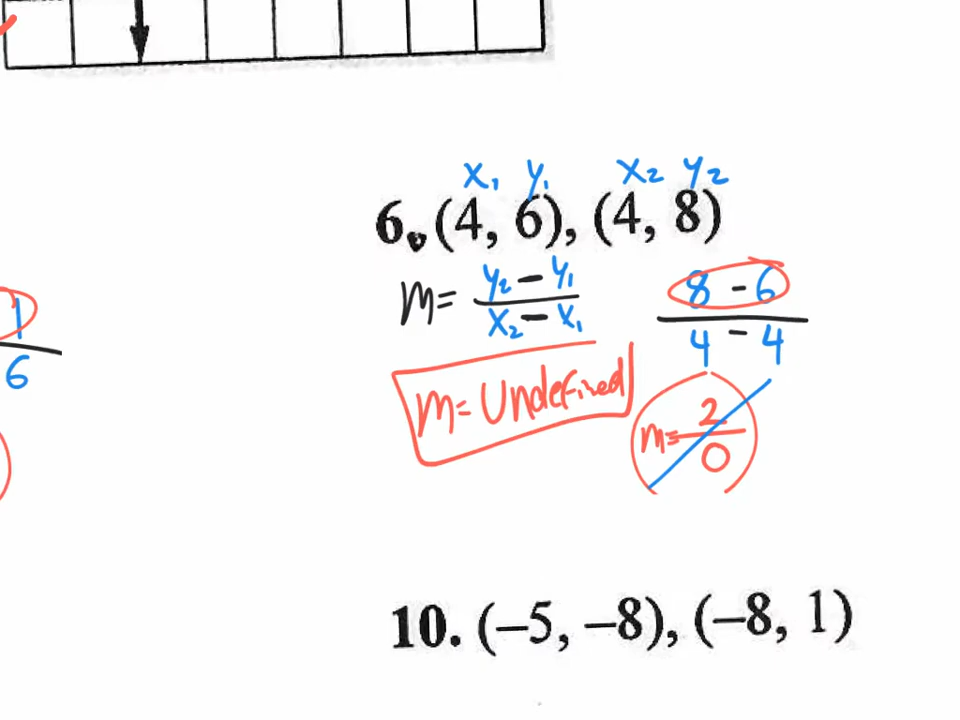 x₁ y₁ x₂ y₂
6. (4, 6), (4, 8)
m = y₂ - y₁ / x₂ - x₁
8 - 6 / 4 - 4
m = Undefined
m = 2 / 0
1 / 6
10. (–5, –8), (–8, 1)